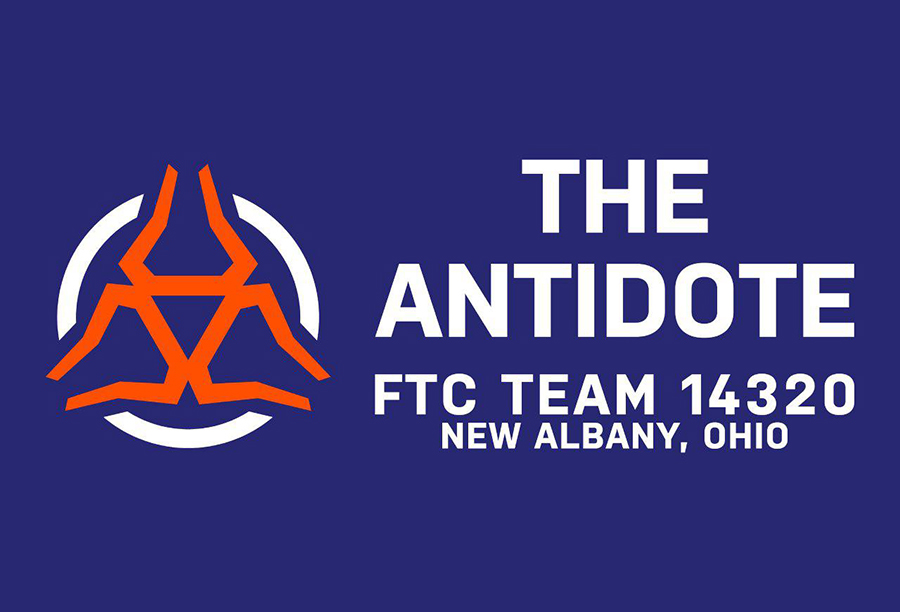 THE
ANTIDOTE
FTC TEAM 14320
NEW ALBANY, OHIO